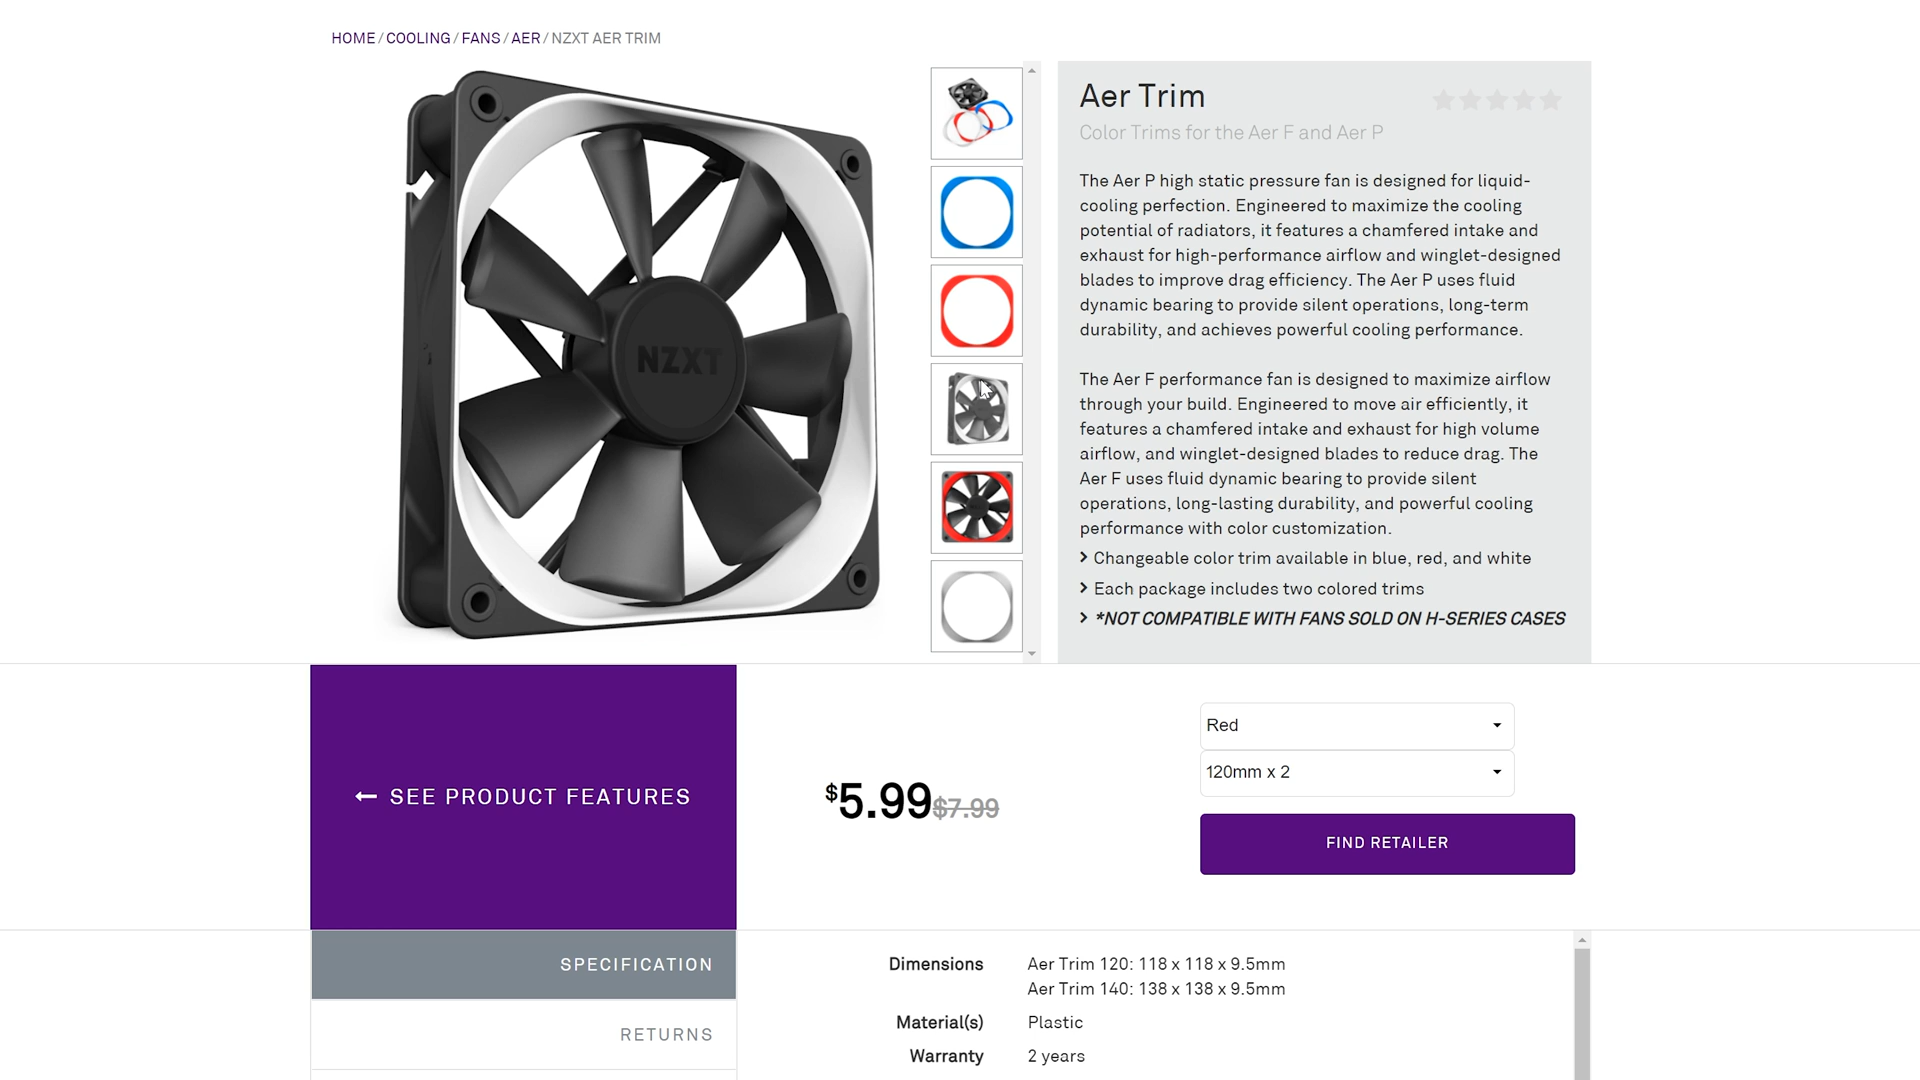 HOME / COOLING / FANS / AER / NZXT AER TRIM
NZXT
Aer Trim
Color Trims for the Aer F and Aer P
The Aer P high static pressure fan is designed for liquid-
cooling perfection. Engineered to maximize the cooling
potential of radiators, it features a chamfered intake and
exhaust for high-performance airflow and winglet-designed
blades to improve drag efficiency. The Aer P uses fluid
dynamic bearing to provide silent operations, long-term
durability, and achieves powerful cooling performance.
The Aer F performance fan is designed to maximize airflow
through your build. Engineered to move air efficiently, it
features a chamfered intake and exhaust for high volume
airflow, and winglet-designed blades to reduce drag. The
Aer F uses fluid dynamic bearing to provide silent
operations, long-lasting durability, and powerful cooling
performance with color customization.
Changeable color trim available in blue, red, and white
Each package includes two colored trims
*NOT COMPATIBLE WITH FANS SOLD ON H-SERIES CASES
SEE PRODUCT FEATURES
$5.99 $7.99
Red
120mm x 2
FIND RETAILER
SPECIFICATION
RETURNS
Dimensions Aer Trim 120: 118 x 118 x 9.5mm
Aer Trim 140: 138 x 138 x 9.5mm
Material(s) Plastic
Warranty 2 years